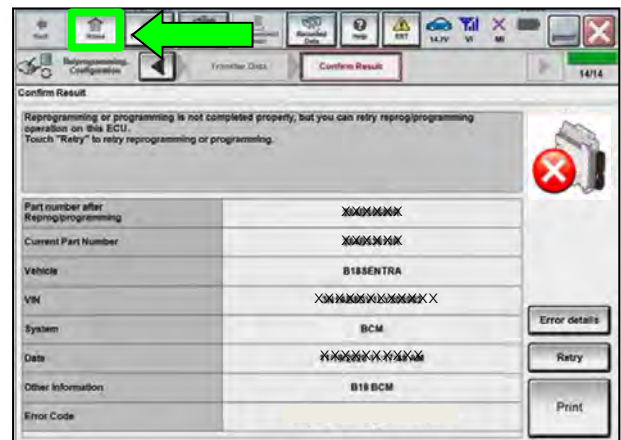 Back
Home
Recorded
Data
Help
ERT
14.7V
VI
MI
Reprogramming,
Configuration
Transfer Data
Confirm Result
14/14
Confirm Result
Reprogramming or programming is not completed properly, but you can retry reprog/programming
operation on this ECU.
Touch "Retry" to retry reprogramming or programming.
Part number after
Reprog/programming
Current Part Number
Vehicle
B18SENTRA
VIN
System
BCM
Date
Other Information
B18 BCM
Error Code
Error details
Retry
Print